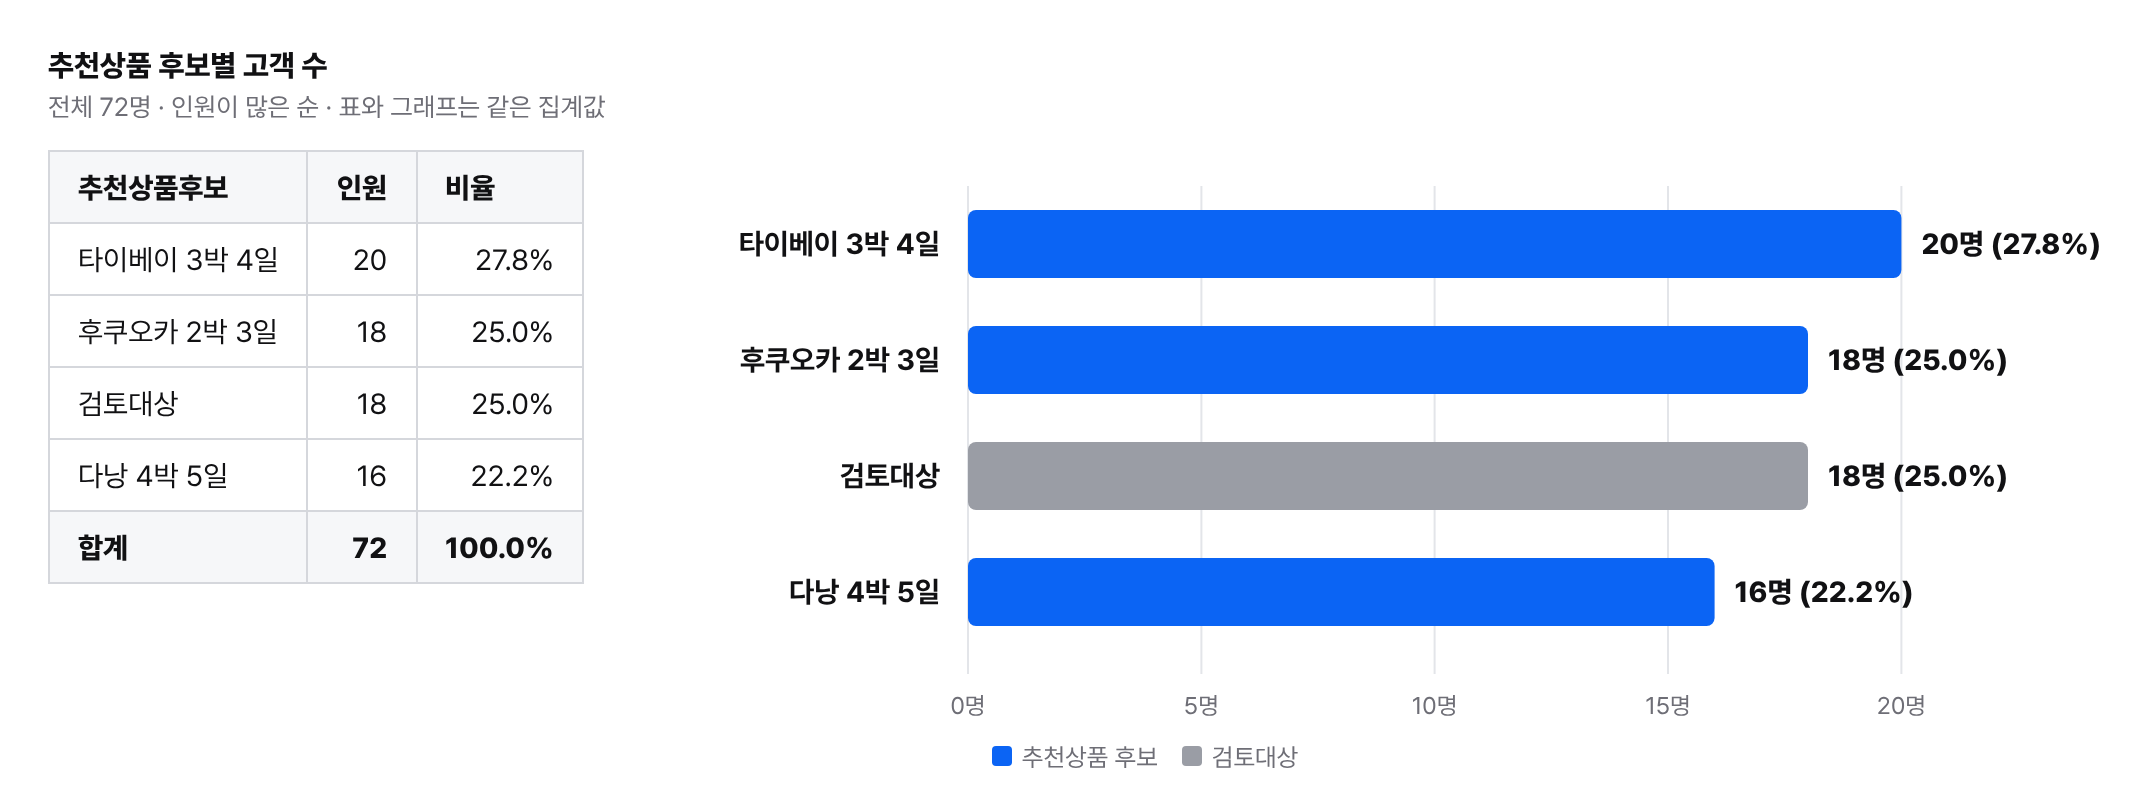 추천상품 후보별 고객 수
전체 72명 · 인원이 많은 순 · 표와 그래프는 같은 집계값
추천상품후보 인원 비율
타이베이 3박 4일 20 27.8%
후쿠오카 2박 3일 18 25.0%
검토대상 18 25.0%
다낭 4박 5일 16 22.2%
합계 72 100.0%
타이베이 3박 4일 20명 (27.8%)
후쿠오카 2박 3일 18명 (25.0%)
검토대상 18명 (25.0%)
다낭 4박 5일 16명 (22.2%)
0명 5명 10명 15명 20명
추천상품 후보 검토대상